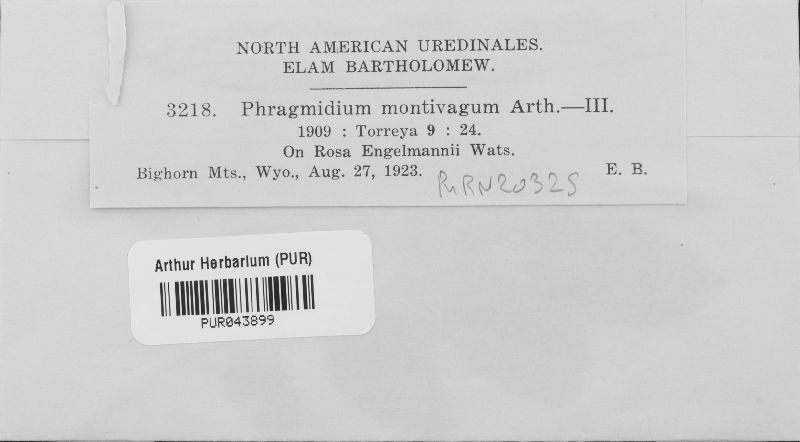 NORTH AMERICAN UREDINALES.
ELAM BARTHOLOMEW.
3218. Phragmidium montivagum Arth.—III.
1909 : Torreya 9 : 24.
On Rosa Engelmannii Wats.
Bighorn Mts., Wyo., Aug. 27, 1923. E. B.
PURN20325
Arthur Herbarium (PUR)
PUR043899